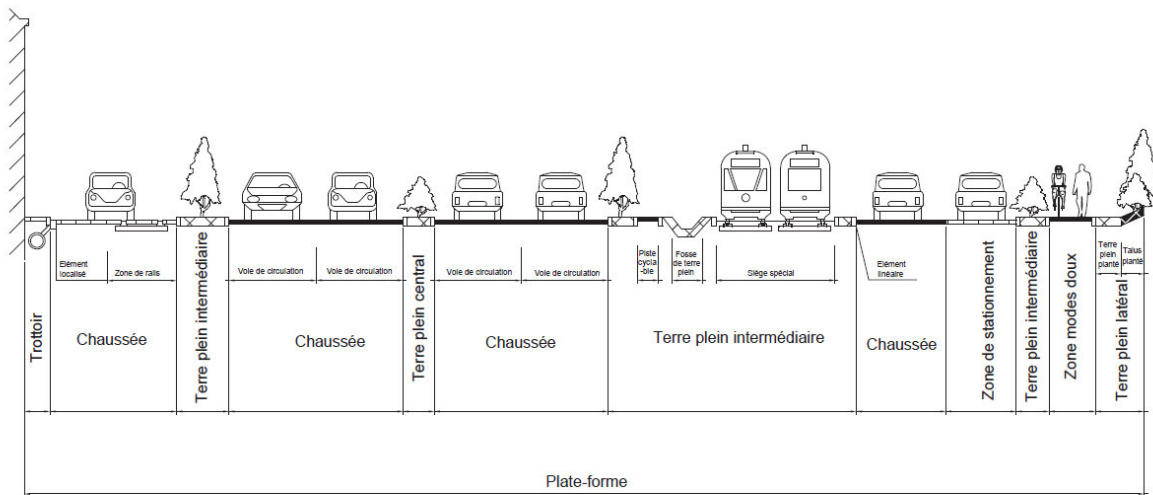 Elément
localisé
Zone de rails
Voie de circulation
Voie de circulation
Voie de circulation
Voie de circulation
Piste
cycla
-ble
Fosse
de terre
plein
Siège spécial
Elément
linéaire
Terre
plein
planté
Talus
planté
Trottoir
Chaussée
Terre plein intermédiaire
Chaussée
Terre plein central
Chaussée
Terre plein intermédiaire
Chaussée
Zone de stationnement
Terre plein intermédiaire
Zone modes doux
Terre plein latéral
Plate-forme